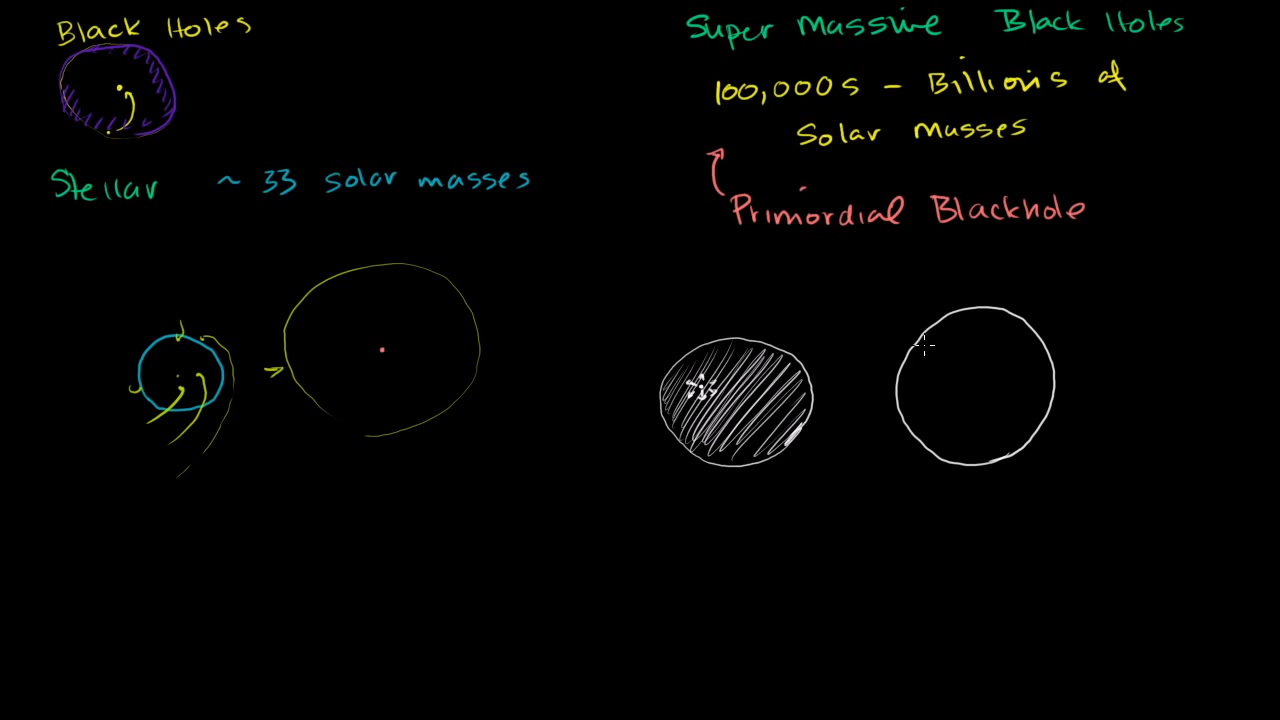 Black Holes
Stellar ~ 33 solar masses
Super Massive Black Holes
100,000s - Billions of
Solar Masses
Primordial Blackhole